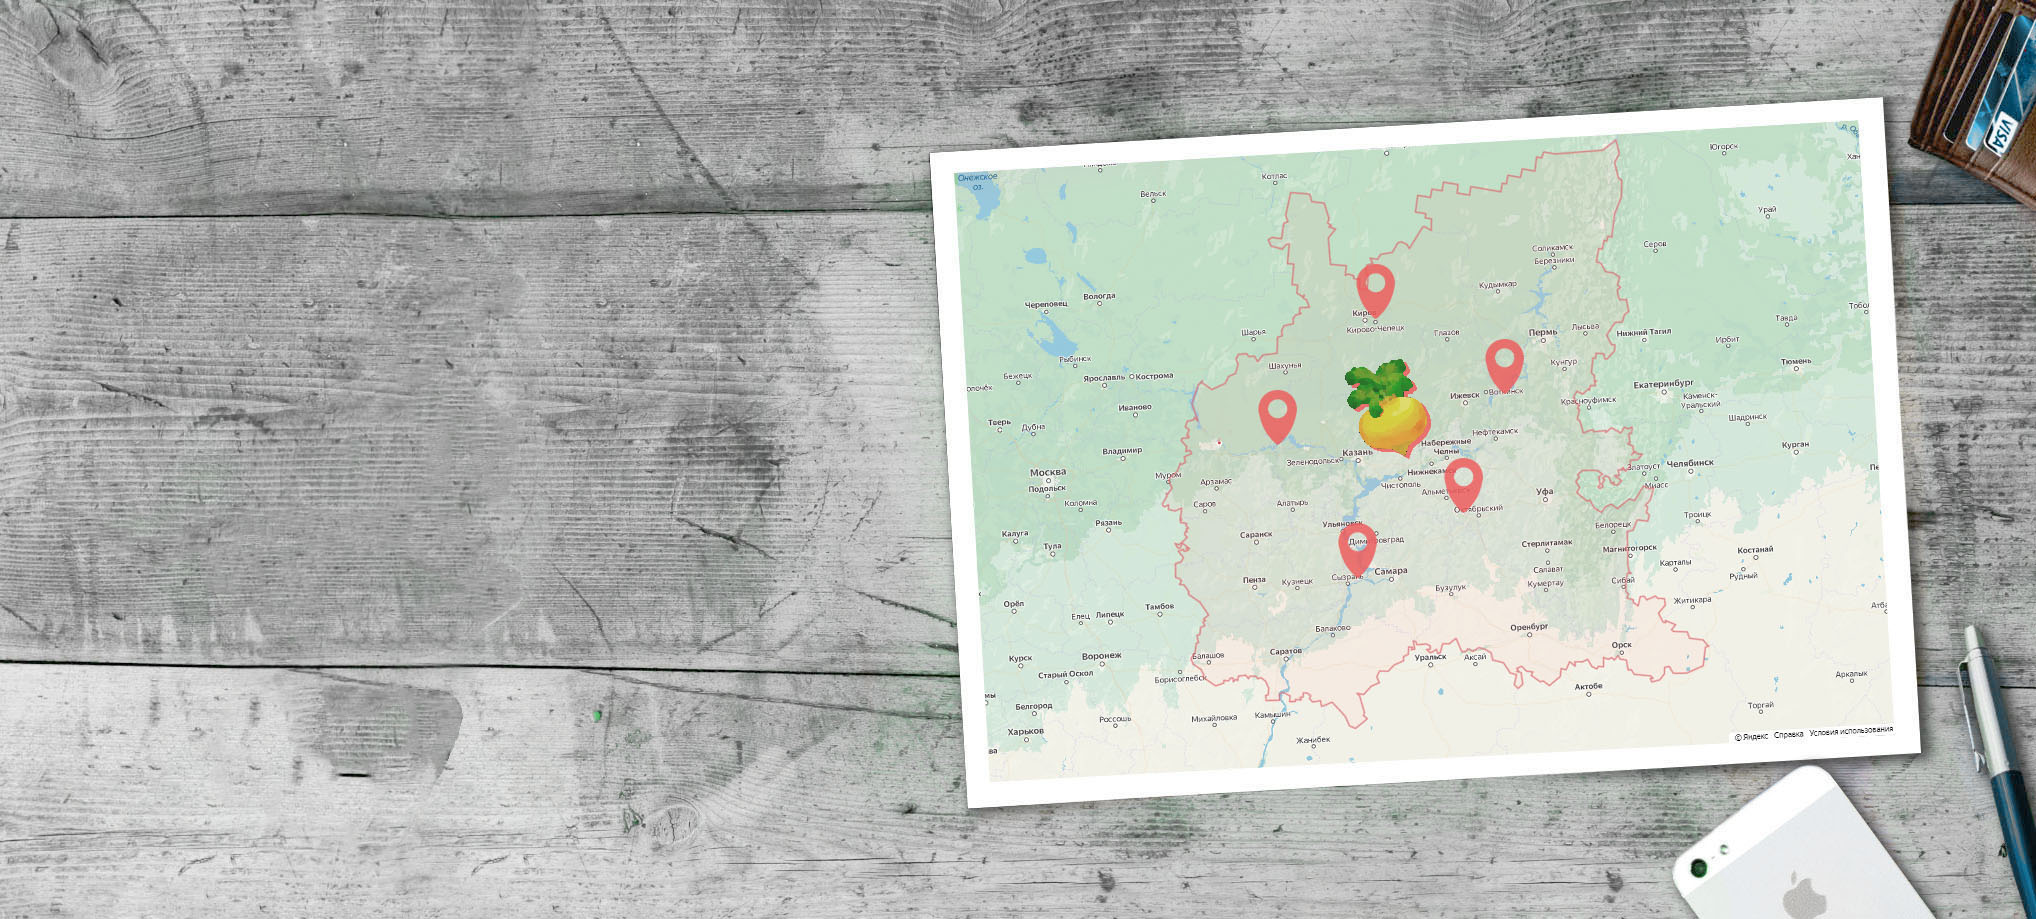 VISA
Онежское
оз.
Котлас
Вельск
Югорск
Урай
Серов
Соликамск
Березники
Кудымкар
Череповец
Вологда
Киров
Кирово-Чепецк
Глазов
Пермь
Лысьва
Нижний Тагил
Тавда
Ирбит
Тюмень
Шарья
Рыбинск
Шахунья
Кунгур
Бежецк
Ярославль
Кострома
Ижевск
Воткинск
Екатеринбург
Красноуфимск
Каменск-
Уральский
Шадринск
Иваново
Тверь
Дубна
Владимир
Зеленодольск
Казань
Набережные
Челны
Нефтекамск
Курган
Москва
Подольск
Муром
Арзамас
Нижнекамск
Чистополь
Златоуст
Челябинск
Миасс
Коломна
Саров
Алатырь
Уфа
Троицк
Рязань
Калуга
Тула
Саранск
Ульяновск
Димитровград
Стерлитамак
Белорецк
Магнитогорск
Костанай
Карталы
Рудный
Пенза
Кузнецк
Сызрань
Самара
Бузулук
Салават
Кумертау
Сибай
Житикара
Орёл
Елец
Липецк
Тамбов
Балаково
Оренбург
Орск
Курск
Воронеж
Балашов
Саратов
Уральск
Аксай
Старый Оскол
Борисоглебск
Актобе
Аркалык
Белгород
Россошь
Михайловка
Камышин
Торгай
Харьков
Жанибек
© Яндекс Справка Условия использования